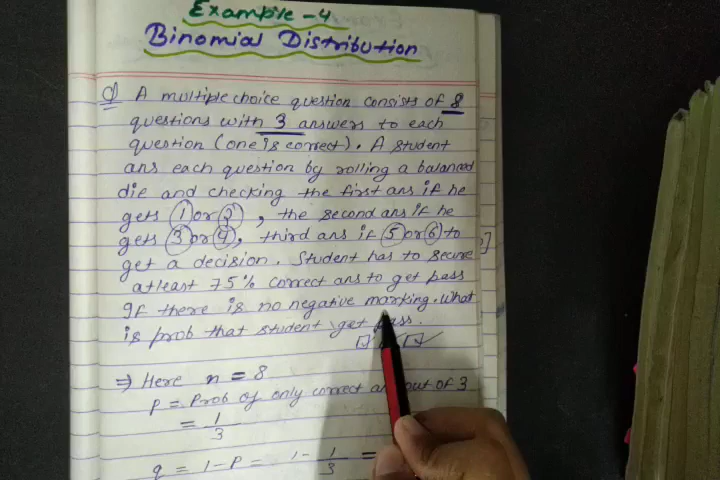 Example-4
Binomial Distribution
Q A multiple choice question consists of 8
questions with 3 answers to each
question (one is correct). A student
ans each question by rolling a balanced
die and checking the first ans if he
gets 1 or 2, the second ans if he
gets 3 or 4, third ans if 5 or 6 to
get a decision. Student has to secure
atleast 75% correct ans to get pass
If there is no negative marking. What
is prob that student get pass.
⇒ Here n = 8
P = Prob of only correct out of 3
= 1/3
q = 1-P = 1- 1/3 =